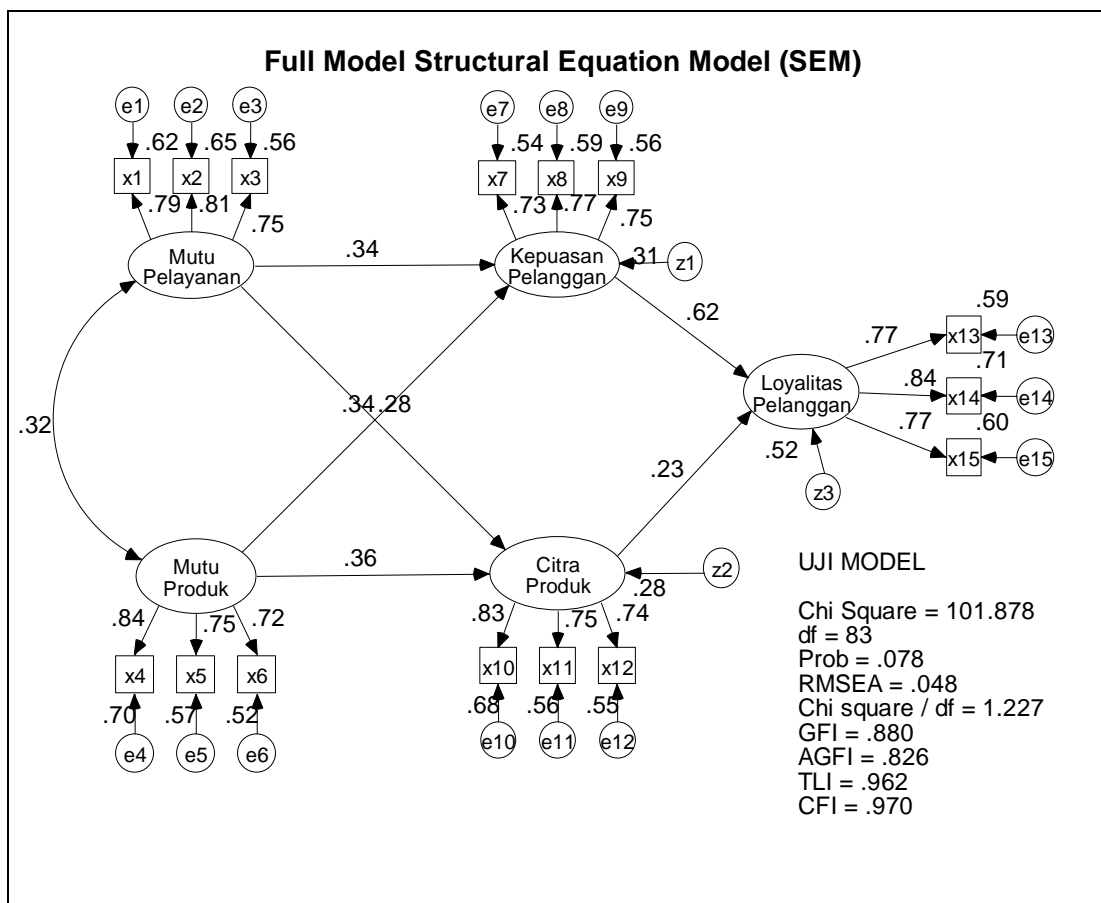 Full Model Structural Equation Model (SEM)
e1 e2 e3
.62 .65 .56
x1 x2 x3
.79 .81 .75
Mutu
Pelayanan
e7 e8 e9
.54 .59 .56
x7 x8 x9
.73 .77 .75
Kepuasan
Pelanggan
.31
z1
.34
.62
.32
.34 .28
.59
.77 x13 e13
.71
.84 x14 e14
.60
.77 x15 e15
Loyalitas
Pelanggan
.52
z3
.23
Mutu
Produk
.36
Citra
Produk
.28
z2
.84 .75 .72
x4 x5 x6
.70 .57 .52
e4 e5 e6
.83 .75 .74
x10 x11 x12
.68 .56 .55
e10 e11 e12
UJI MODEL
Chi Square = 101.878
df = 83
Prob = .078
RMSEA = .048
Chi square / df = 1.227
GFI = .880
AGFI = .826
TLI = .962
CFI = .970